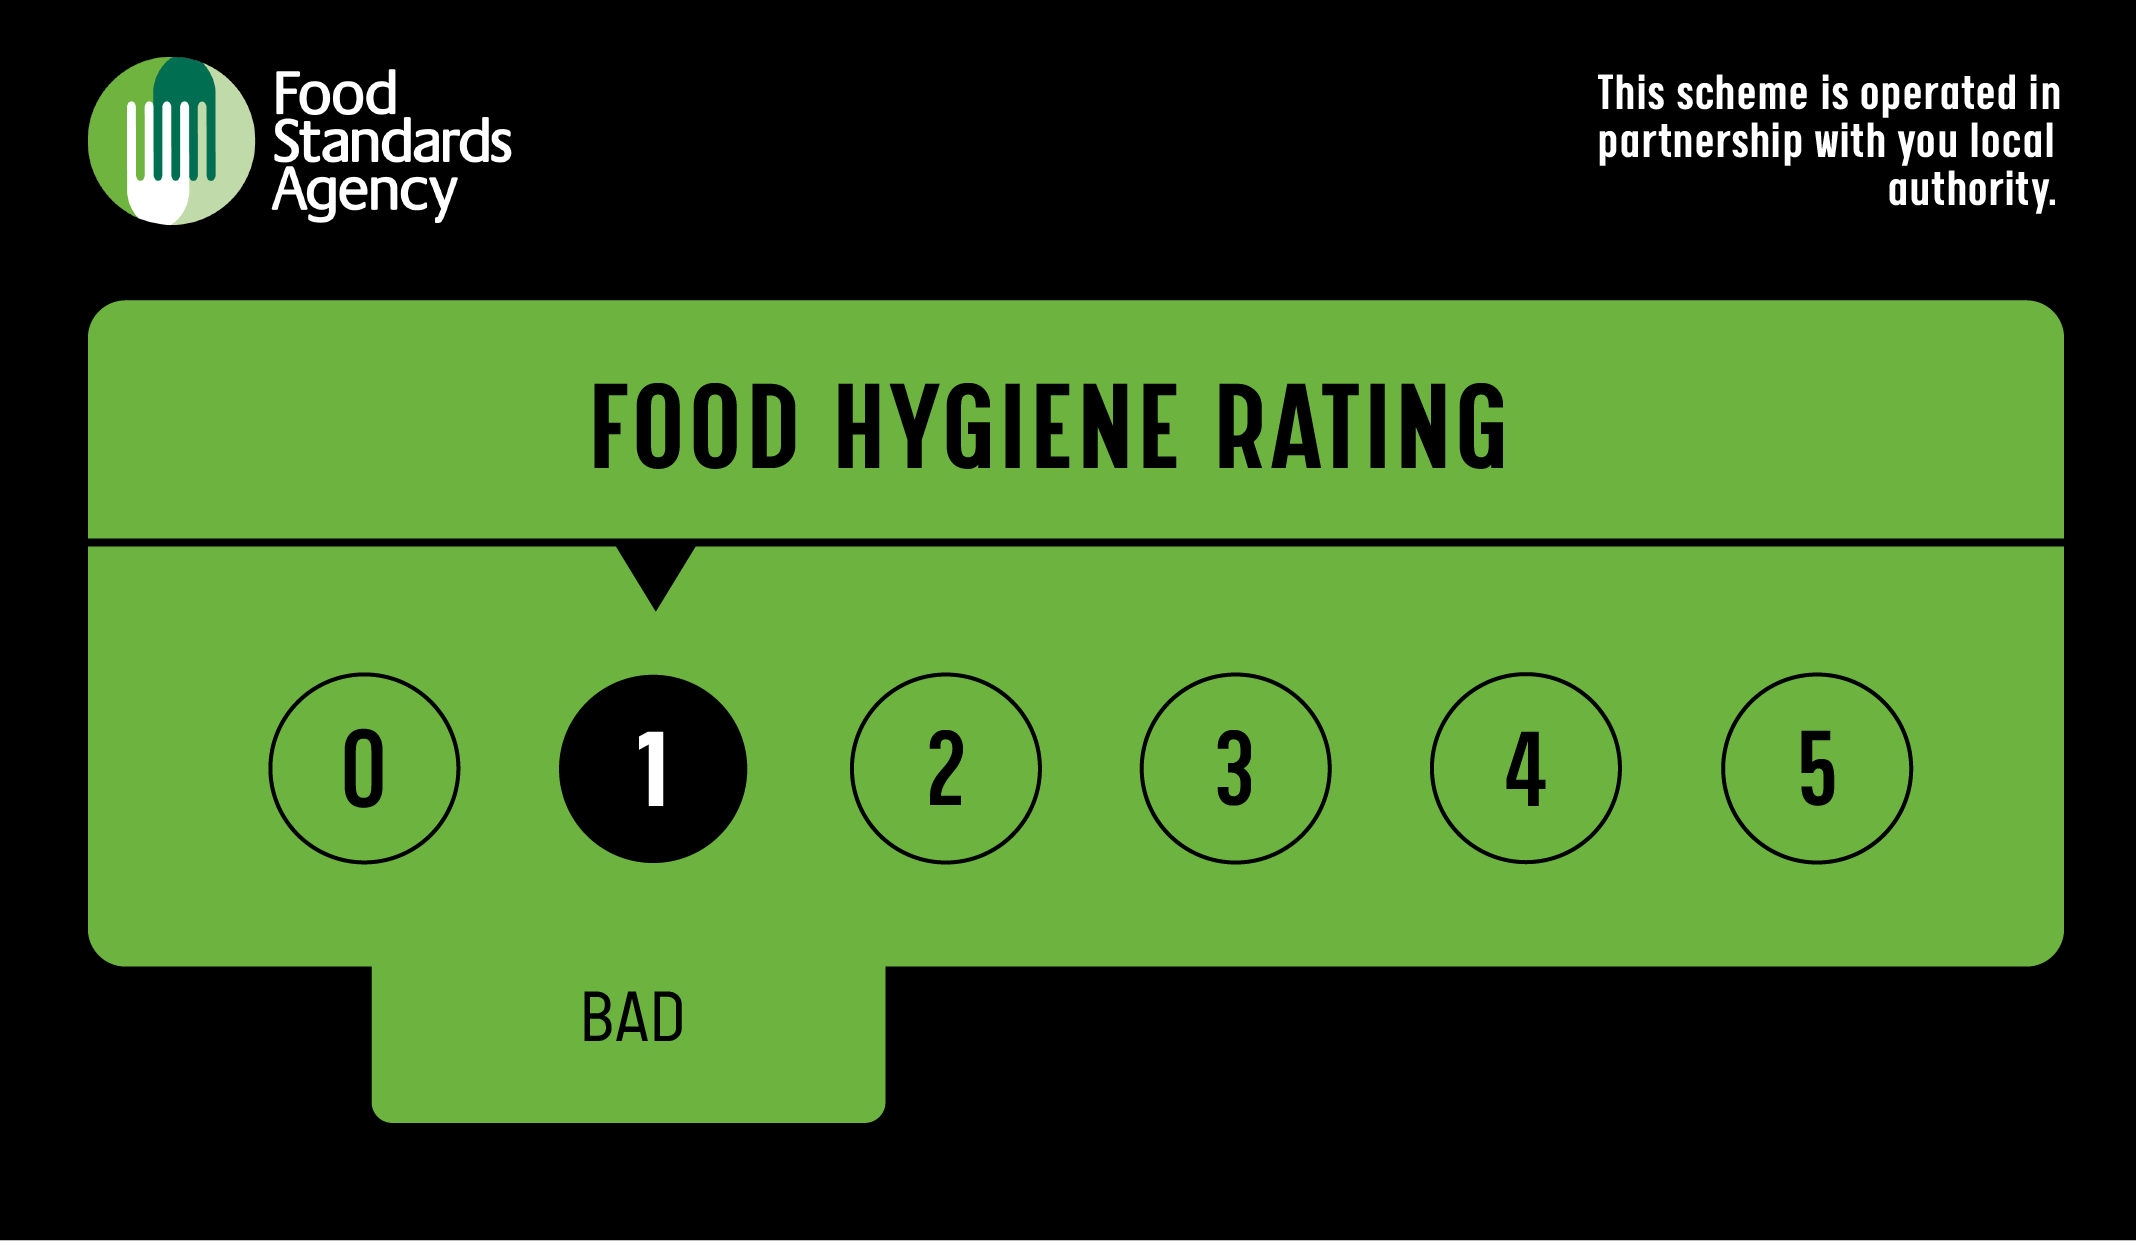 Food
Standards
Agency
This scheme is operated in
partnership with you local
authority.
FOOD HYGIENE RATING
0 1 2 3 4 5
BAD